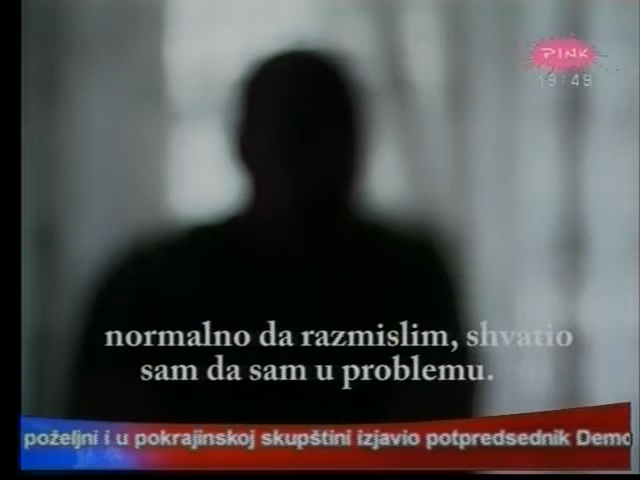 PINK
19:49
normalno da razmislim, shvatio
sam da sam u problemu.
poželjni i u pokrajinskoj skupštini izjavio potpredsednik Demo